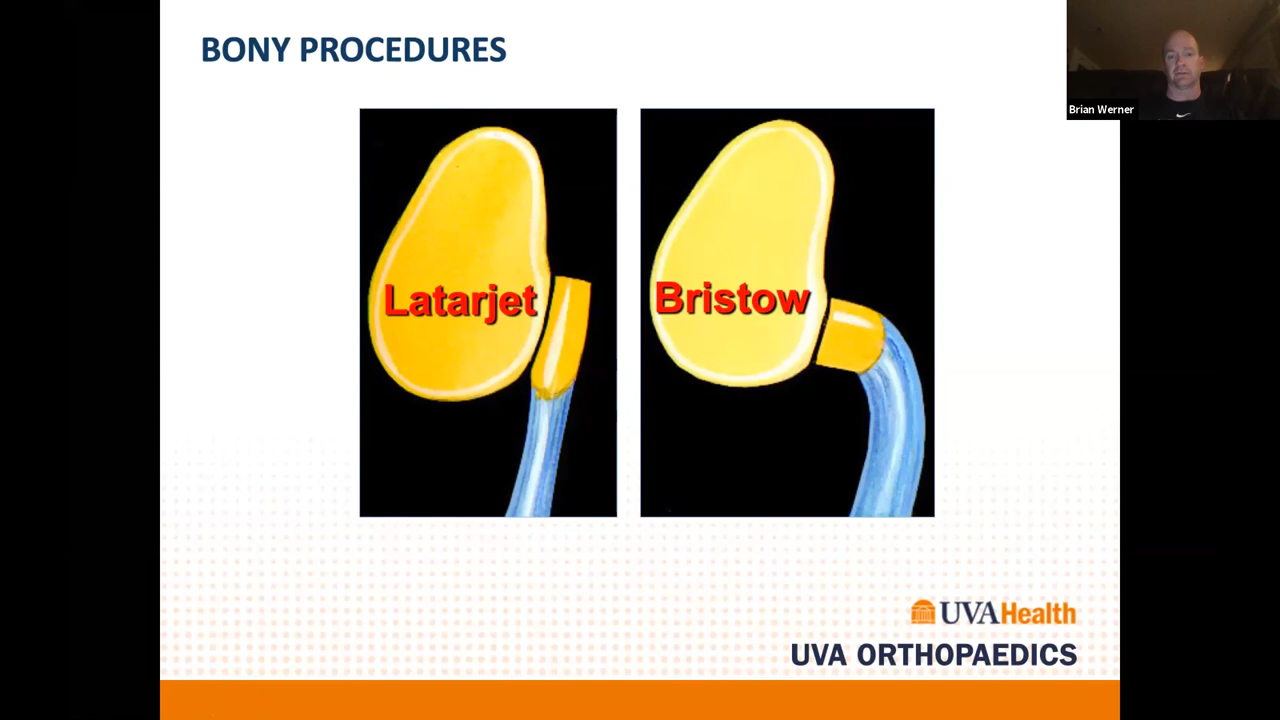 BONY PROCEDURES
Brian Werner
Latarjet
Bristow
UVAHealth
UVA ORTHOPAEDICS